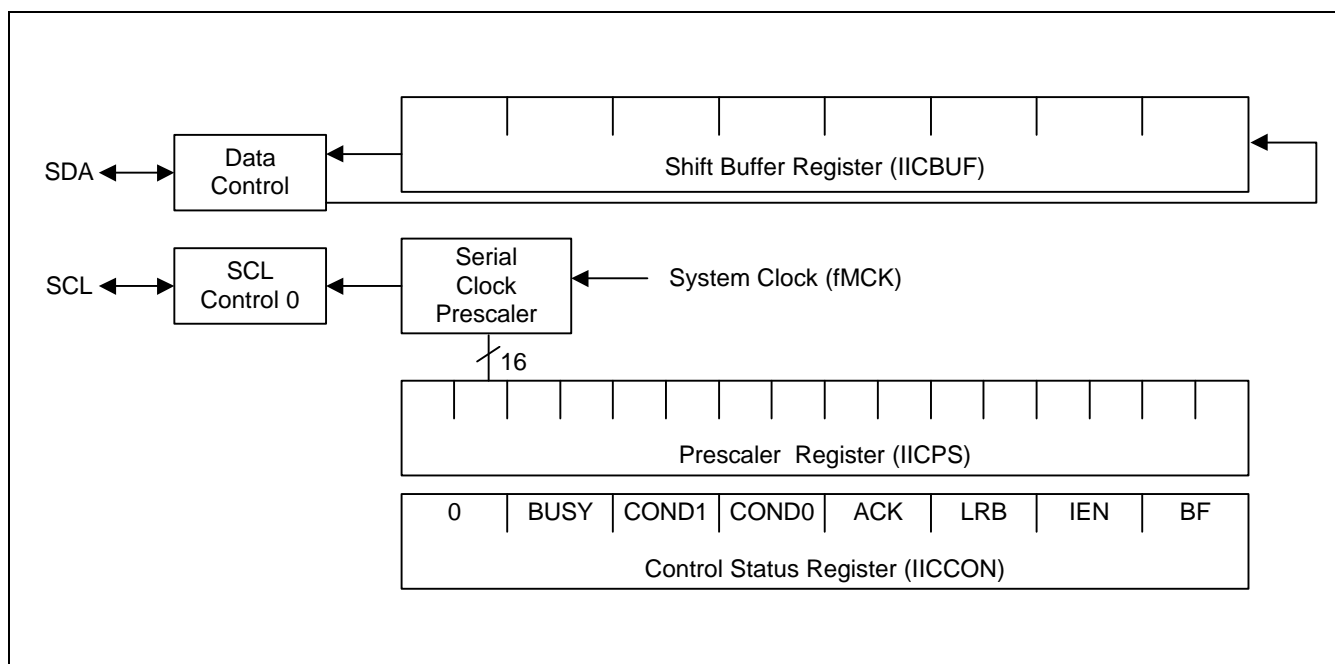 SDA
Data
Control
Shift Buffer Register (IICBUF)
SCL
SCL
Control 0
Serial
Clock
Prescaler
System Clock (fMCK)
16
Prescaler Register (IICPS)
0 BUSY COND1 COND0 ACK LRB IEN BF
Control Status Register (IICCON)